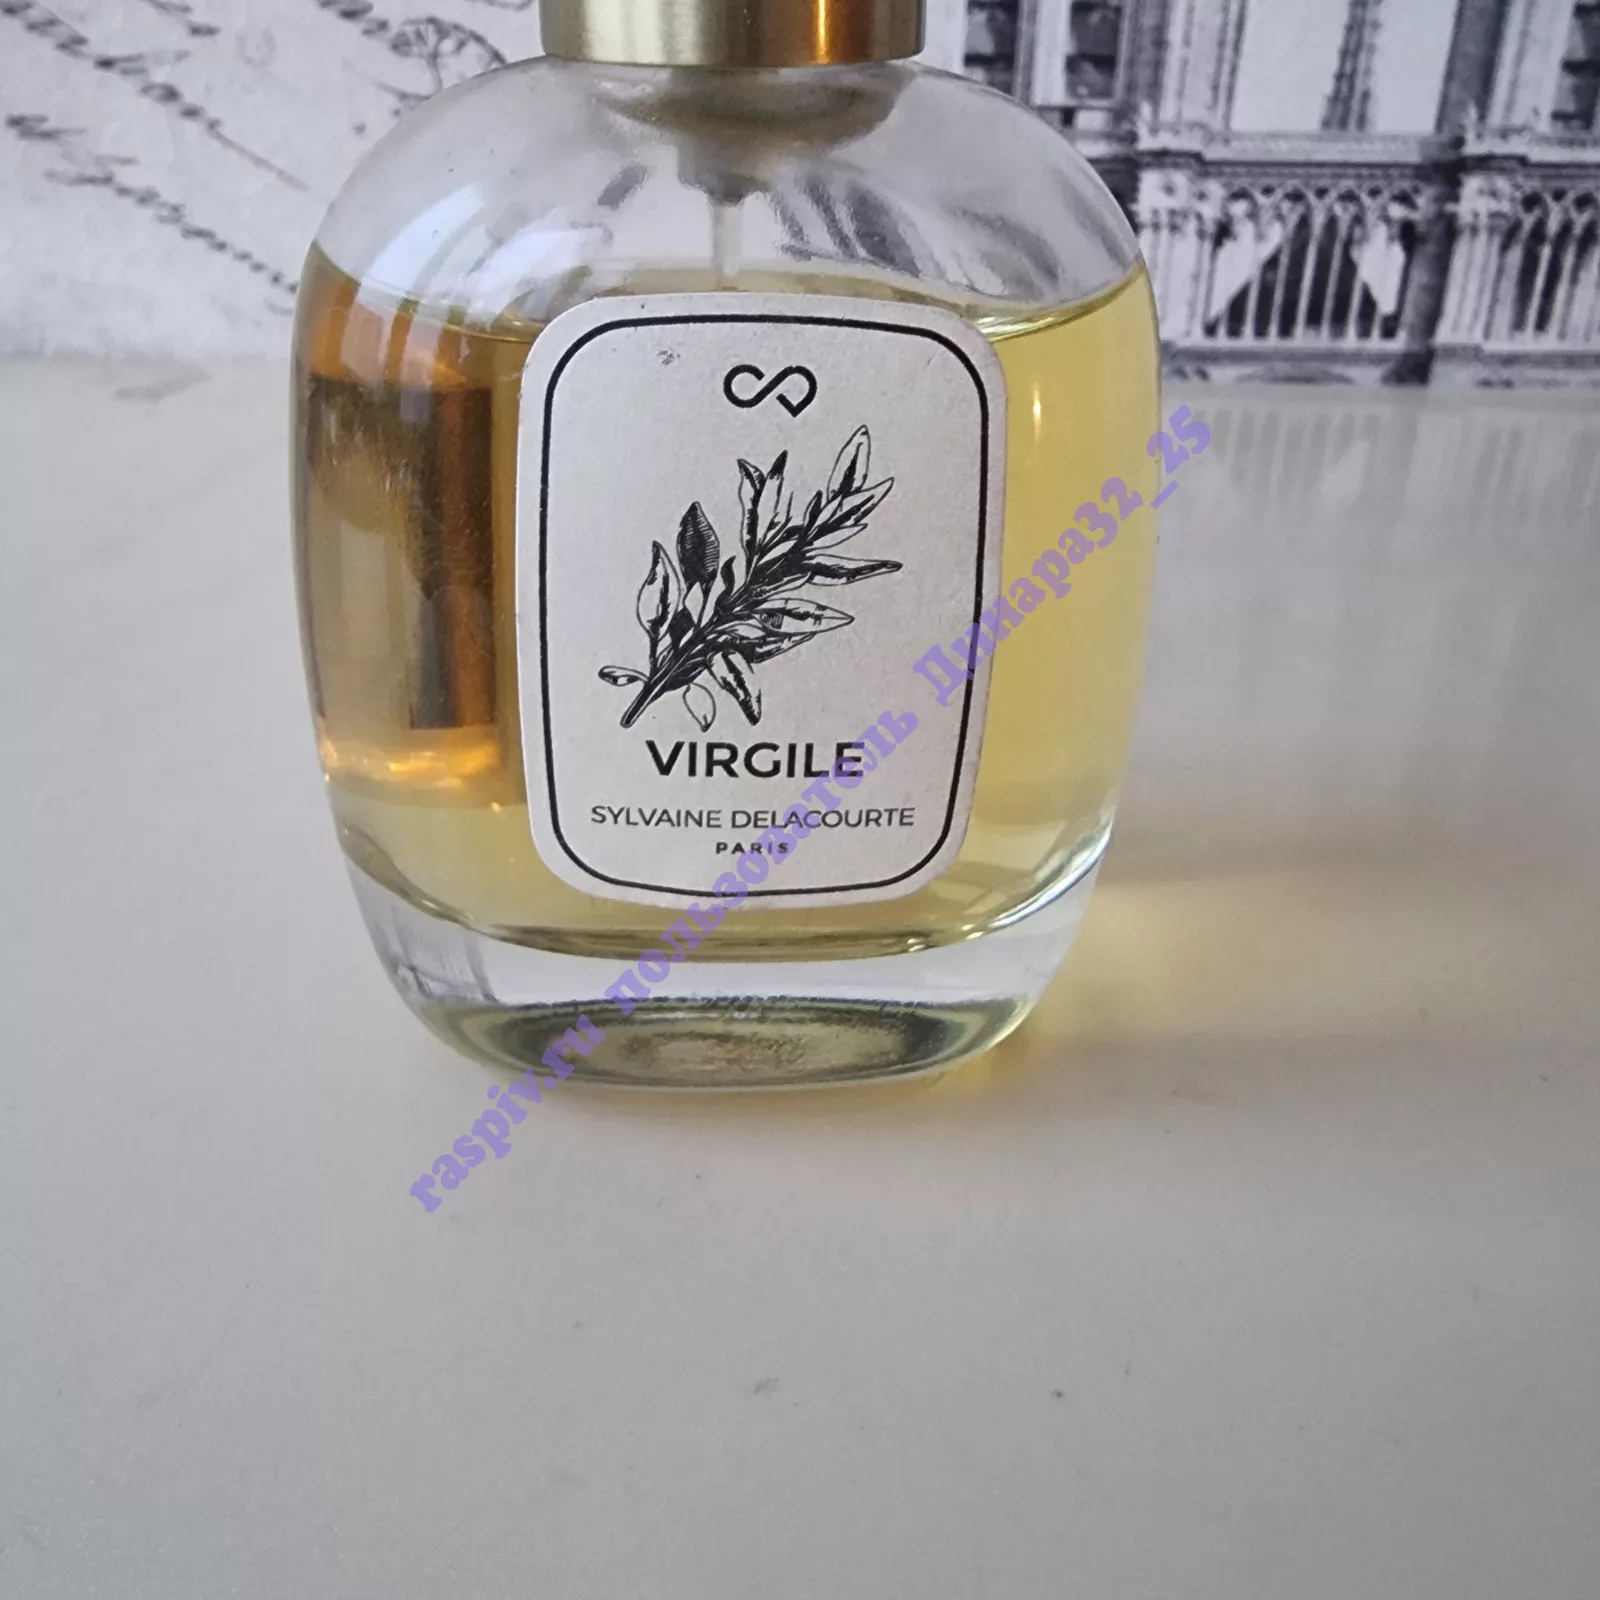 VIRGILE
SYLVAINE DELACOURTE
PARIS
raspiv.ru пользователь Динара32_25